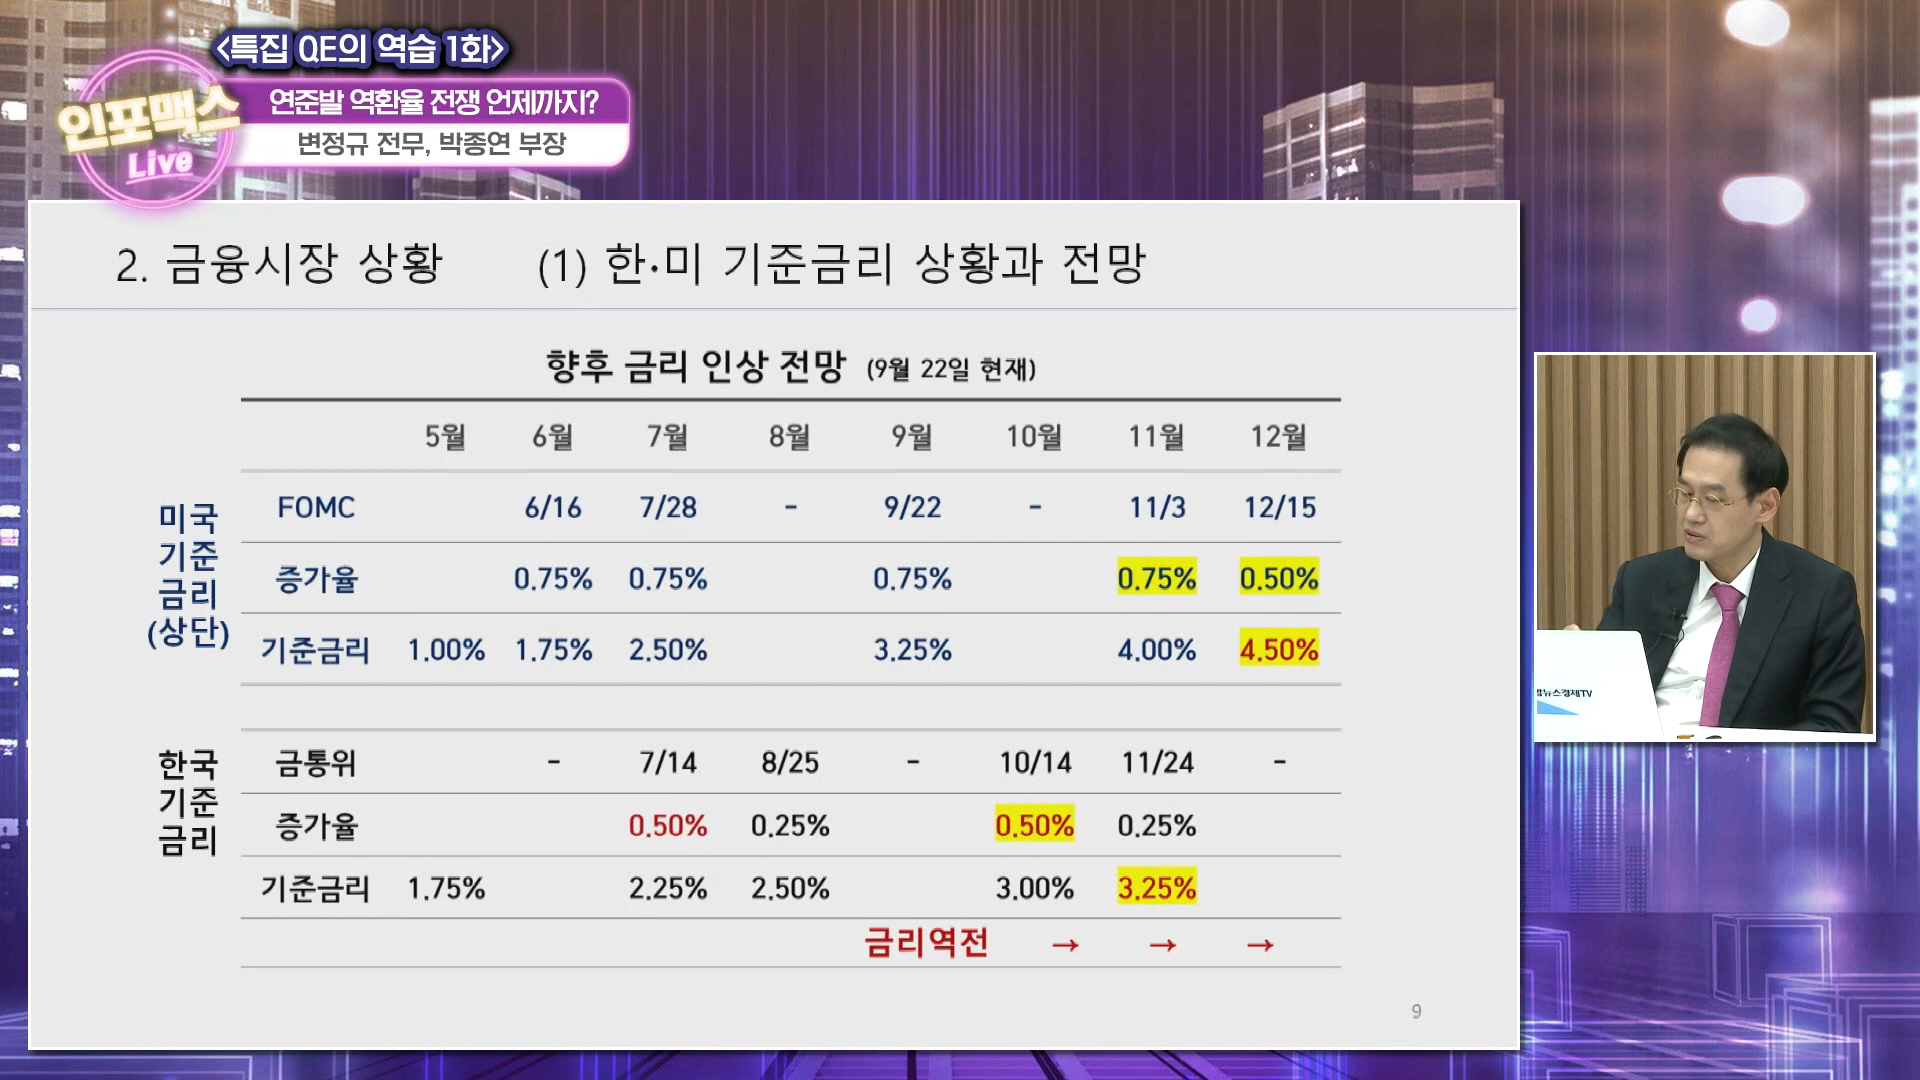 <특집 QE의 역습 1화>
인포맥스
Live
연준발 역환율 전쟁 언제까지?
변정규 전무, 박종연 부장
2. 금융시장 상황 (1) 한·미 기준금리 상황과 전망
향후 금리 인상 전망 (9월 22일 현재)
5월 6월 7월 8월 9월 10월 11월 12월
미국
기준
금리
(상단)
FOMC 6/16 7/28 - 9/22 - 11/3 12/15
증가율 0.75% 0.75% 0.75% 0.75% 0.50%
기준금리 1.00% 1.75% 2.50% 3.25% 4.00% 4.50%
한국
기준
금리
금통위 - 7/14 8/25 - 10/14 11/24 -
증가율 0.50% 0.25% 0.50% 0.25%
기준금리 1.75% 2.25% 2.50% 3.00% 3.25%
금리역전 → → →
9
뉴스경제TV